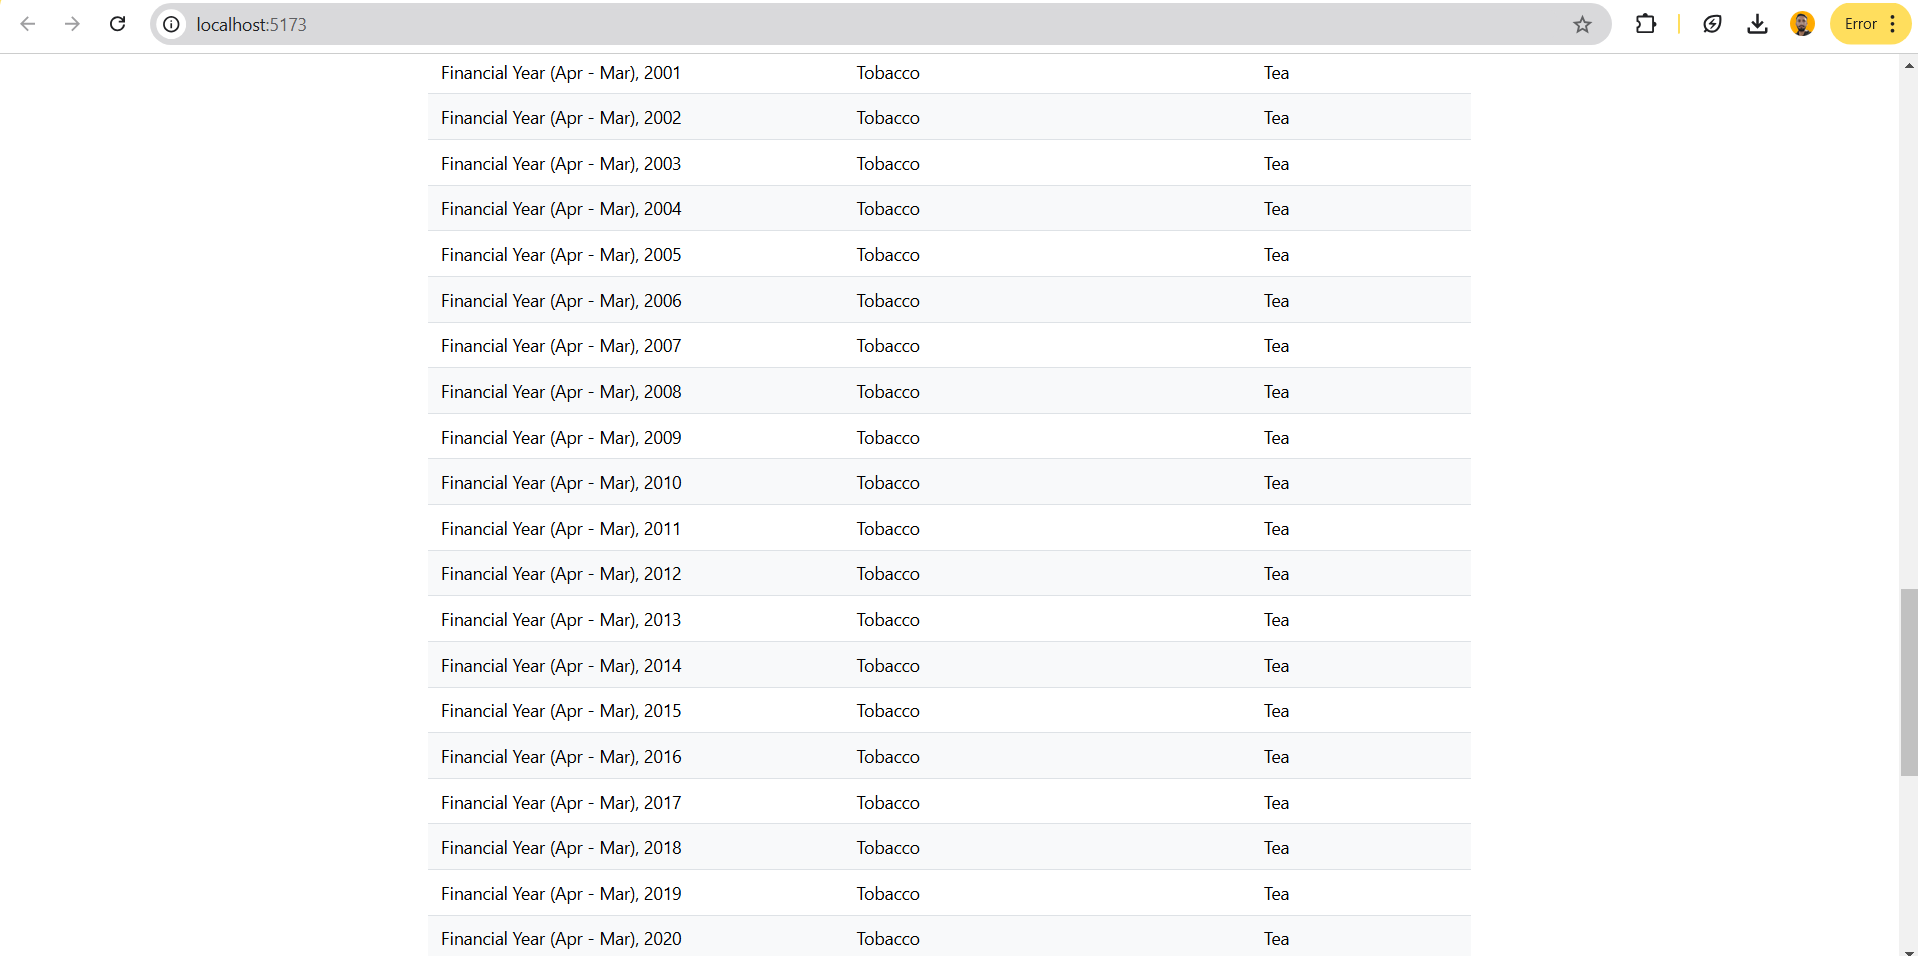 localhost:5173 Error
Financial Year (Apr - Mar), 2001 Tobacco Tea
Financial Year (Apr - Mar), 2002 Tobacco Tea
Financial Year (Apr - Mar), 2003 Tobacco Tea
Financial Year (Apr - Mar), 2004 Tobacco Tea
Financial Year (Apr - Mar), 2005 Tobacco Tea
Financial Year (Apr - Mar), 2006 Tobacco Tea
Financial Year (Apr - Mar), 2007 Tobacco Tea
Financial Year (Apr - Mar), 2008 Tobacco Tea
Financial Year (Apr - Mar), 2009 Tobacco Tea
Financial Year (Apr - Mar), 2010 Tobacco Tea
Financial Year (Apr - Mar), 2011 Tobacco Tea
Financial Year (Apr - Mar), 2012 Tobacco Tea
Financial Year (Apr - Mar), 2013 Tobacco Tea
Financial Year (Apr - Mar), 2014 Tobacco Tea
Financial Year (Apr - Mar), 2015 Tobacco Tea
Financial Year (Apr - Mar), 2016 Tobacco Tea
Financial Year (Apr - Mar), 2017 Tobacco Tea
Financial Year (Apr - Mar), 2018 Tobacco Tea
Financial Year (Apr - Mar), 2019 Tobacco Tea
Financial Year (Apr - Mar), 2020 Tobacco Tea